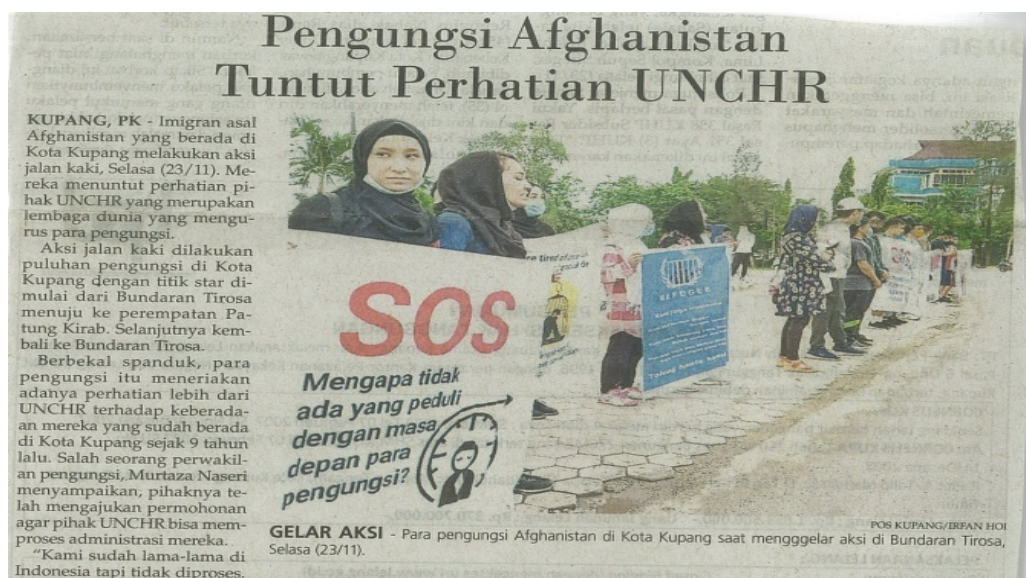 Pengungsi Afghanistan
Tuntut Perhatian UNCHR
KUPANG, PK - Imigran asal
Afghanistan yang berada di
Kota Kupang melakukan aksi
jalan kaki, Selasa (23/11). Me-
reka menuntut perhatian pi-
hak UNCHR yang merupakan
lembaga dunia yang mengu-
rus para pengungsi.
Aksi jalan kaki dilakukan
puluhan pengungsi di Kota
Kupang dengan titik star di-
mulai dari Bundaran Tirosa
menuju ke perempatan Pa-
tung Kirab. Selanjutnya kem-
bali ke Bundaran Tirosa.
Berbekal spanduk, para
pengungsi itu meneriakan
adanya perhatian lebih dari
UNCHR terhadap keberada-
an mereka yang sudah berada
di Kota Kupang sejak 9 tahun
lalu. Salah seorang perwakil-
an pengungsi, Murtaza Naseri
menyampaikan, pihaknya te-
lah mengajukan permohonan
agar pihak UNCHR bisa mem-
proses administrasi mereka.
“Kami sudah lama-lama di
Indonesia tapi tidak diproses,
SOS
Mengapa tidak
ada yang peduli
dengan masa
depan para
pengungsi?
REFUGEE
POS KUPANG/IRFAN HOI
GELAR AKSI - Para pengungsi Afghanistan di Kota Kupang saat mengggelar aksi di Bundaran Tirosa,
Selasa (23/11).